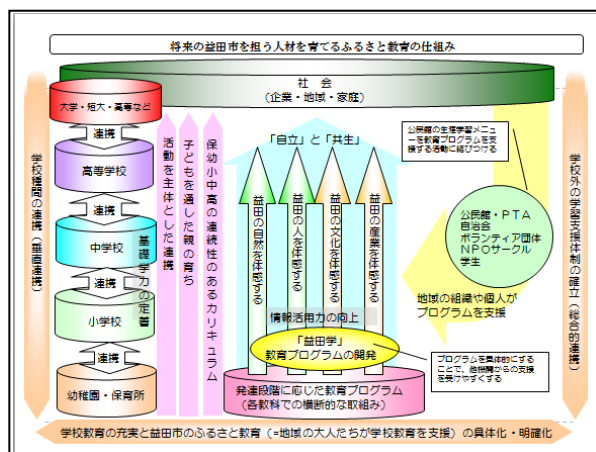 将来の益田市を担う人材を育てるふるさと教育の仕組み
社 会
（企業・地域・家庭）
大学・短大・高等など
連携
高等学校
連携
中学校
連携
小学校
連携
幼稚園・保育所
学校種間の連携（垂直連携）
活動を主体とした連携
基礎学力の定着
子どもを通した親の育ち
保幼小中高の連続性のあるカリキュラム
「自立」と「共生」
益田の自然を体感する
益田の人を体感する
益田の文化を体感する
益田の産業を体感する
情報活用力の向上
「益田学」
教育プログラムの開発
発達段階に応じた教育プログラム
（各教科での横断的な取組み）
公民館の生涯学習メニュ
ーを教育プログラムを支
援する活動に結びつける
公民館・ＰＴＡ
自治会
ボランティア団体
ＮＰＯサークル
学生
地域の組織や個人が
プログラムを支援
プログラムを具体的にする
ことで、他機関からの支援
を受けやすくする
学校外の学習支援体制の確立（総合的連携）
学校教育の充実と益田市のふるさと教育（=地域の大人たちが学校教育を支援）の具体化・明確化